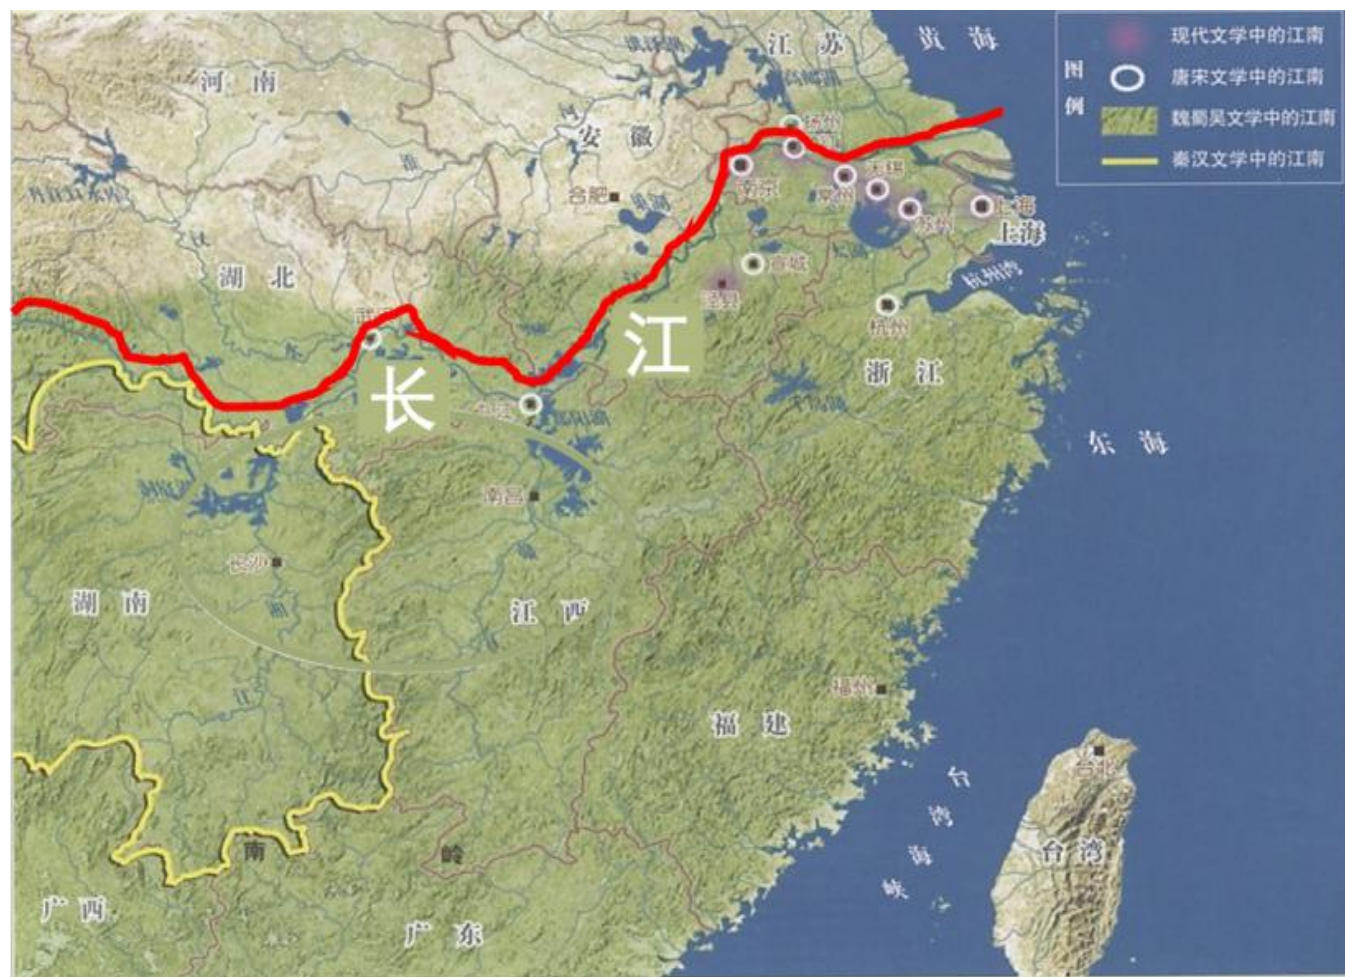 图例
现代文学中的江南
唐宋文学中的江南
魏蜀吴文学中的江南
秦汉文学中的江南
江 苏
黄 海
河 南
安 徽
扬州
合肥
南京
常州
无锡
苏州
上海
上海
湖 北
宣城
泾县
杭州湾
杭州
武汉
长
江
浙 江
九江
东 海
南昌
长沙
湖 南
江 西
福州
福 建
台北
台 湾
台湾海峡
南
岭
广 西
广 东